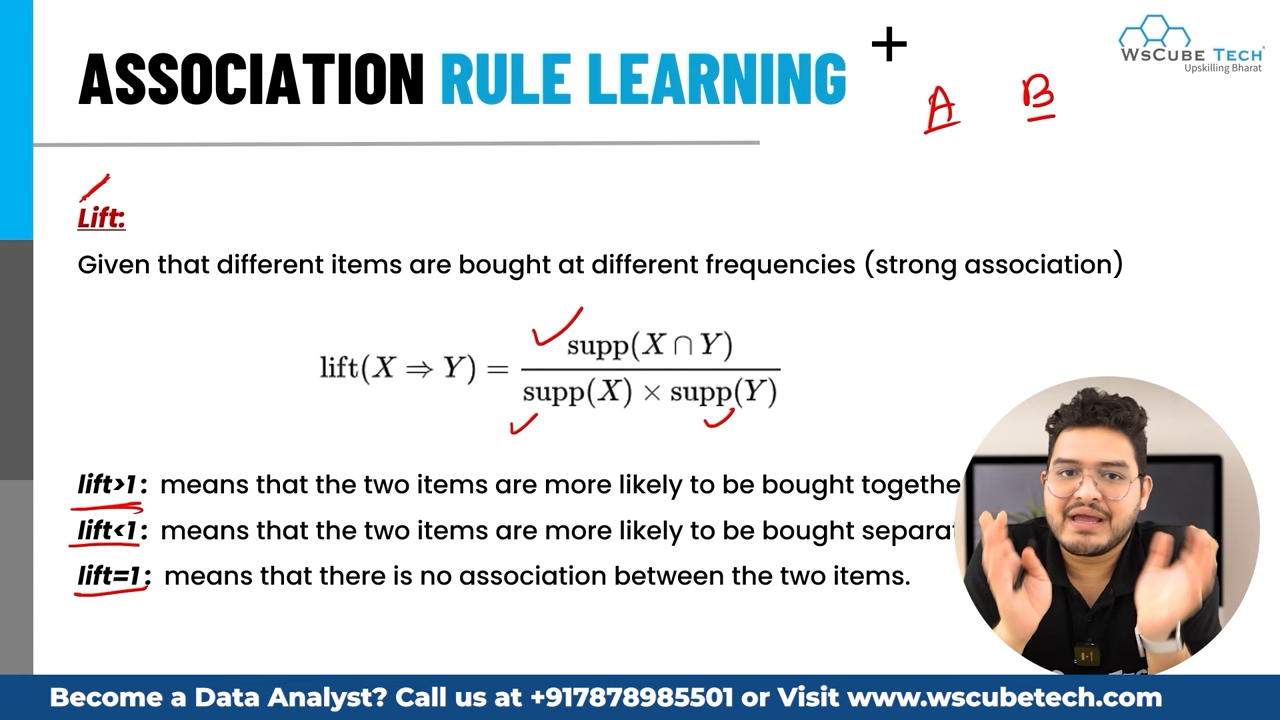 ASSOCIATION RULE LEARNING
+
WsCube Tech
Upskilling Bharat
A B
Lift:
Given that different items are bought at different frequencies (strong association)
lift(X ⇒ Y) = supp(X ∩ Y) / supp(X) × supp(Y)
lift>1 : means that the two items are more likely to be bought togethe
lift<1 : means that the two items are more likely to be bought separat
lift=1 : means that there is no association between the two items.
Become a Data Analyst? Call us at +917878985501 or Visit www.wscubetech.com